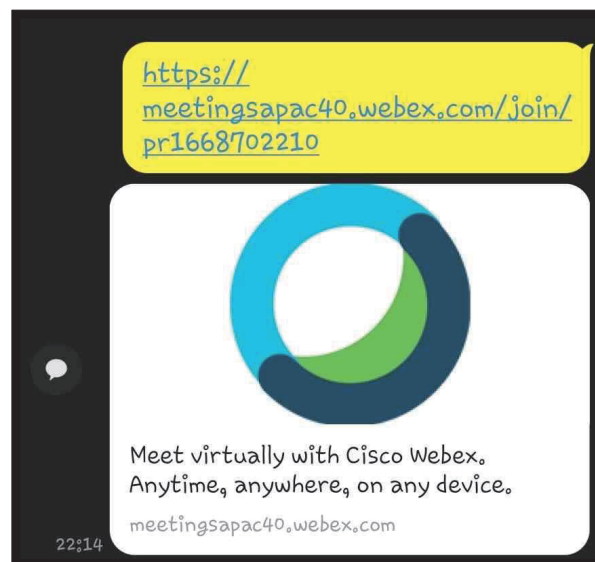 https://
meetingsapac40.webex.com/join/
pr1668702210
Meet virtually with Cisco Webex.
Anytime, anywhere, on any device.
meetingsapac40.webex.com
22:14